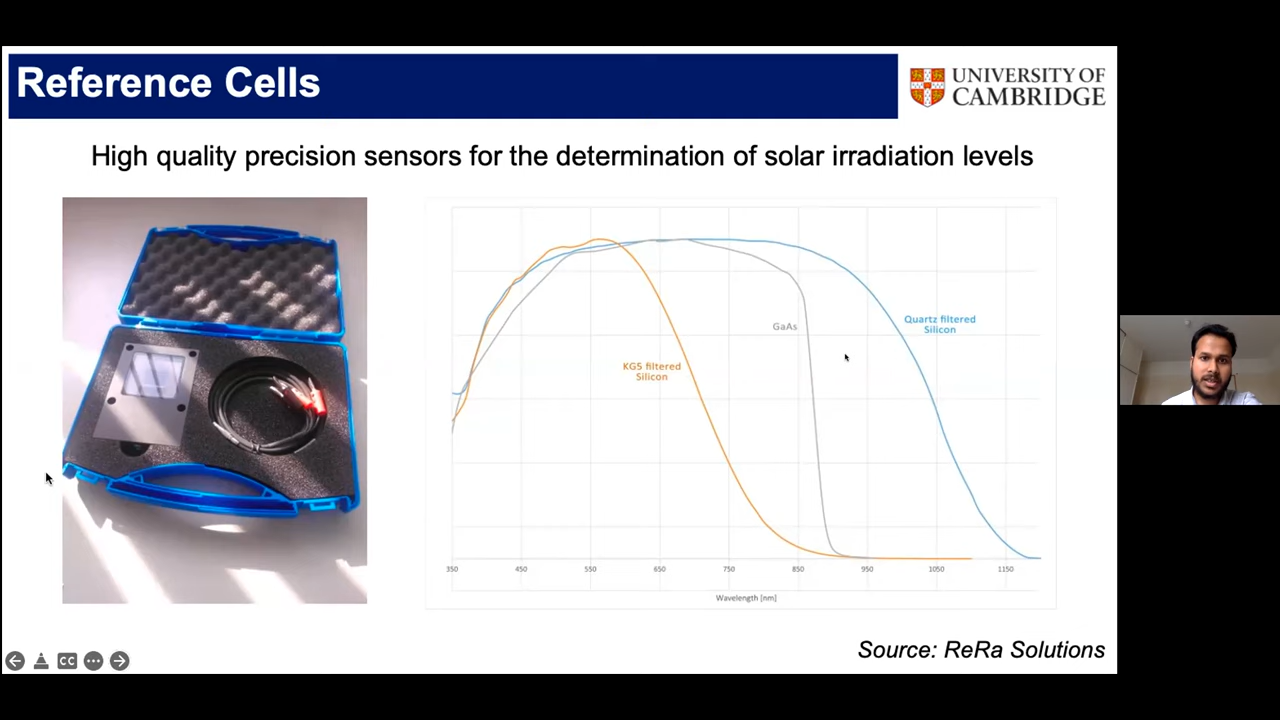 Reference Cells
UNIVERSITY OF
CAMBRIDGE
High quality precision sensors for the determination of solar irradiation levels
GaAs
Quartz filtered
Silicon
KG5 filtered
Silicon
350 450 550 650 750 850 950 1050 1150
Wavelength [nm]
Source: ReRa Solutions
CC